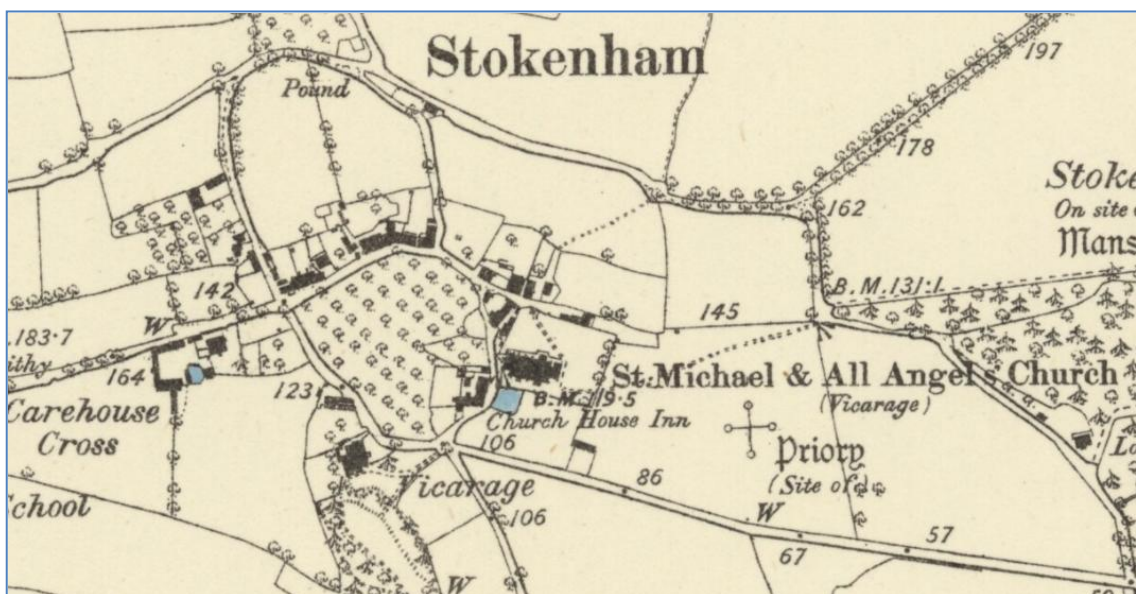 Stokenham
197
Pound
178
Stoke
On site
162
Mans
142
B.M.131·1.
183·7
W
145
ithy
164
St. Michael & All Angels Church
(Vicarage)
123
Carehouse
Cross
Church House Inn
106
Priory
(Site of)
86
Vicarage
School
106
W
57
67
W